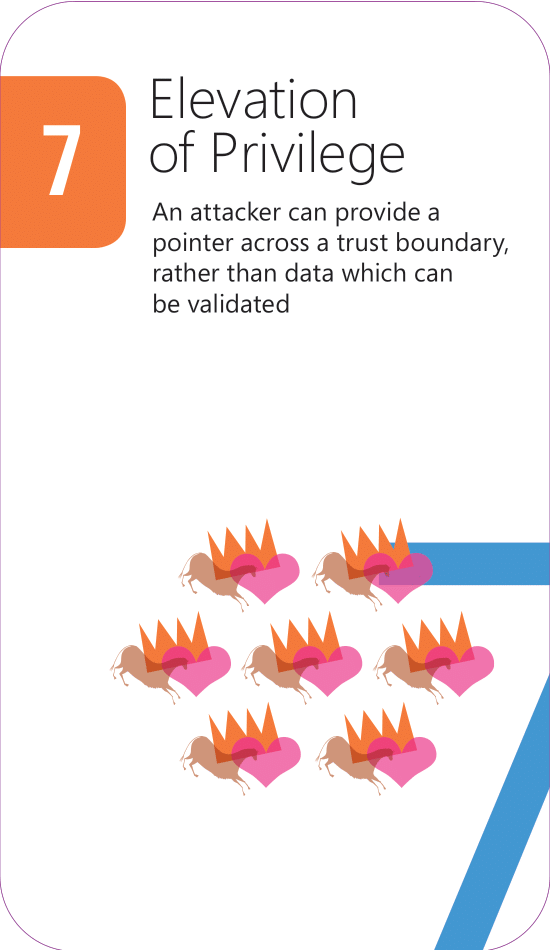 7
Elevation
of Privilege
An attacker can provide a
pointer across a trust boundary,
rather than data which can
be validated